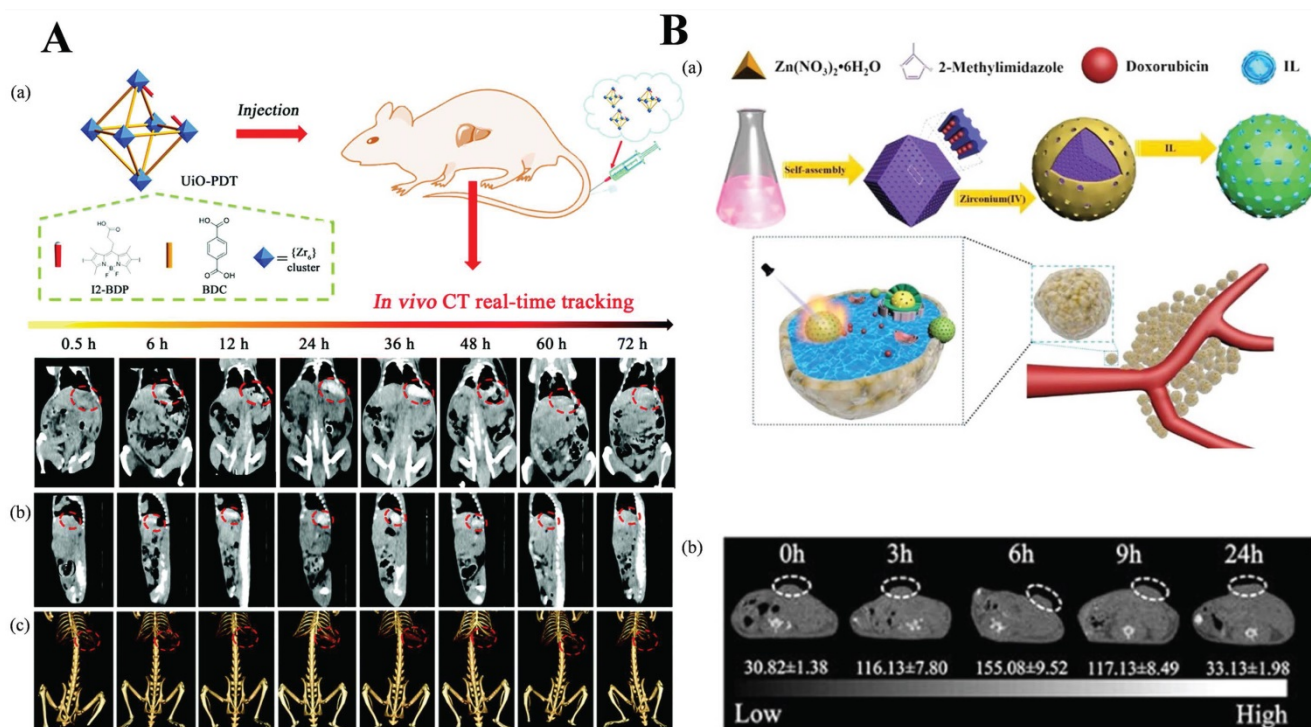 A
(a)
Injection
UiO-PDT
HO
O
I
I
N
B
N
F
F
I2-BDP
O
OH
O
OH
BDC
= {Zr₆}
cluster
In vivo CT real-time tracking
0.5 h 6 h 12 h 24 h 36 h 48 h 60 h 72 h
(b)
(c)
B
(a)
Zn(NO₃)₂•6H₂O
2-Methylimidazole
Doxorubicin
IL
Self-assembly
Zirconium(IV)
IL
(b)
0h 3h 6h 9h 24h
30.82±1.38 116.13±7.80 155.08±9.52 117.13±8.49 33.13±1.98
Low High